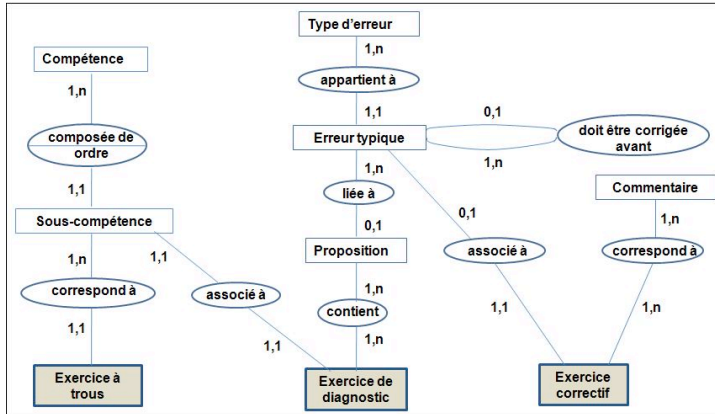 Type d'erreur
1,n
Compétence
appartient à
1,n
1,1
0,1
composée de
ordre
Erreur typique
doit être corrigée
avant
1,n
1,n
1,1
liée à
Commentaire
Sous-compétence
0,1
0,1
1,n
1,n
1,1
Proposition
associé à
correspond à
correspond à
associé à
1,n
contient
1,1
1,1
1,n
1,1
1,n
Exercice à
trous
Exercice de
diagnostic
Exercice
correctif